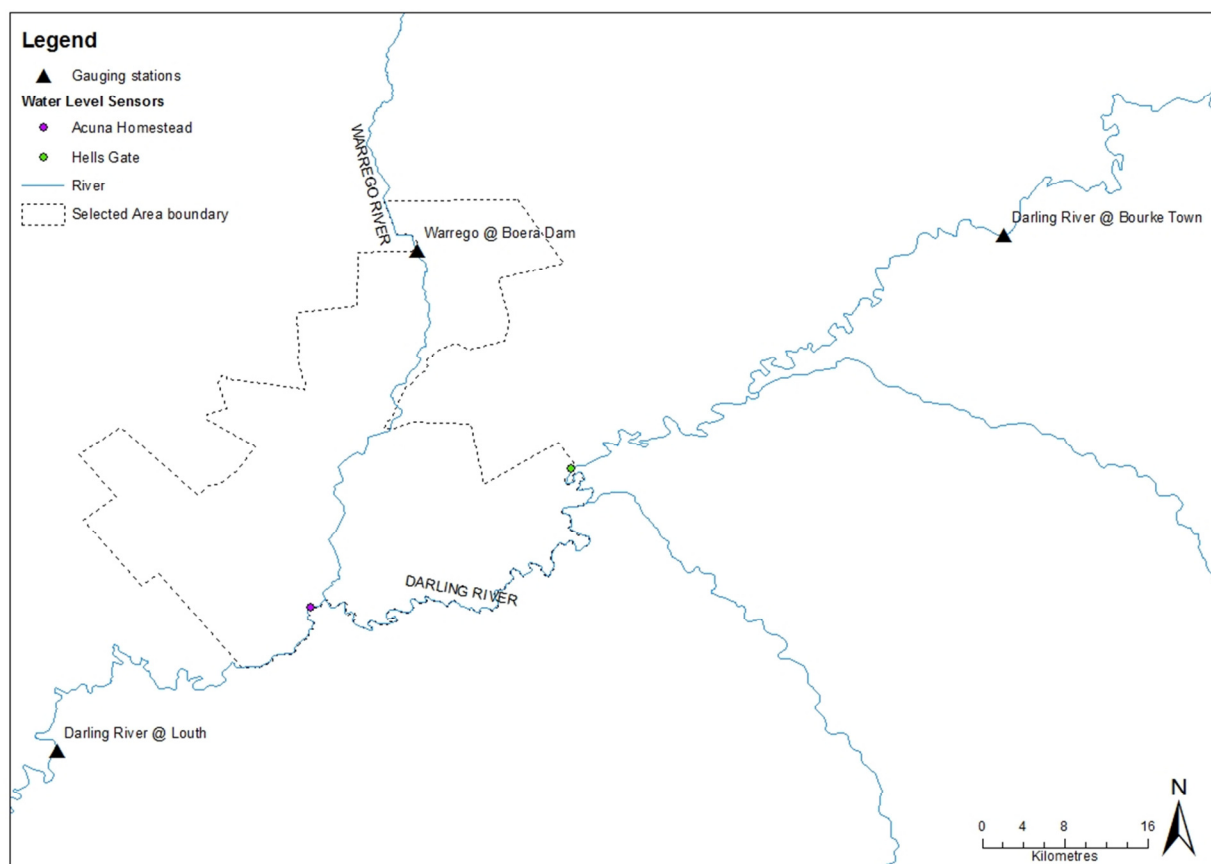 Legend
Gauging stations
Water Level Sensors
Acuna Homestead
Hells Gate
River
Selected Area boundary
WARREGO RIVER
Warrego @ Boera Dam
Darling River @ Bourke Town
DARLING RIVER
Darling River @ Louth
N
0 4 8 16
Kilometres